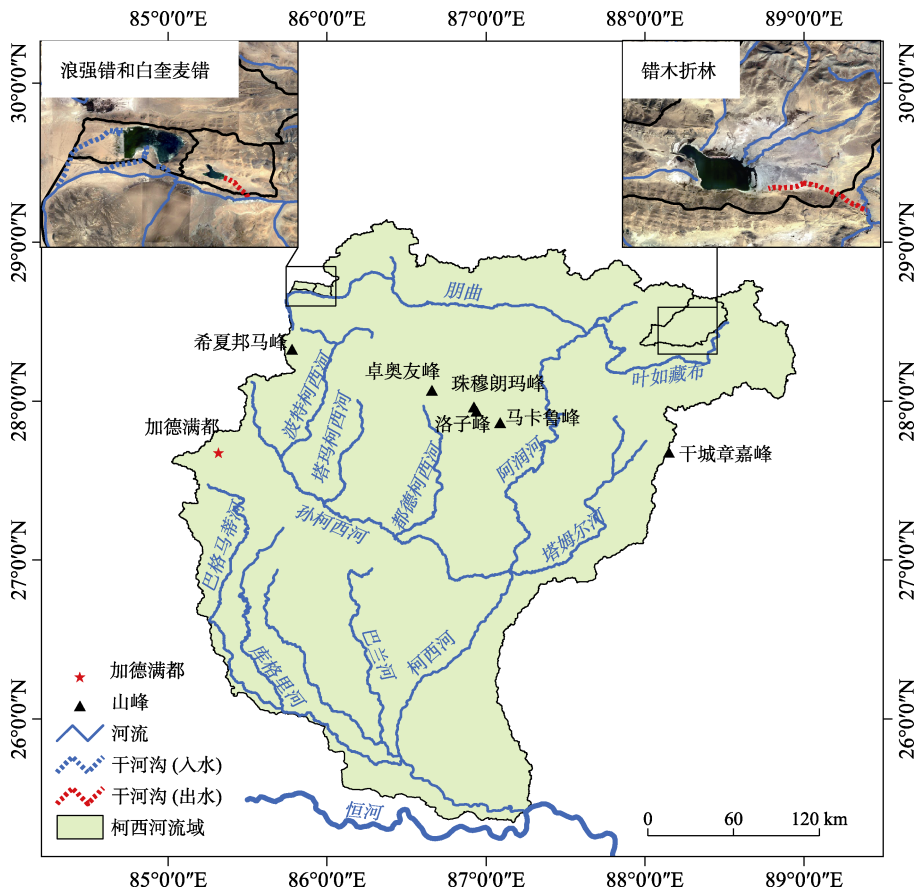 85°0′0″E
86°0′0″E
87°0′0″E
88°0′0″E
89°0′0″E
30°0′0″N
29°0′0″N
28°0′0″N
27°0′0″N
26°0′0″N
30°0′0″N
29°0′0″N
28°0′0″N
27°0′0″N
26°0′0″N
浪强错和白奎麦错
错木折林
朋曲
希夏邦马峰
卓奥友峰
珠穆朗玛峰
叶如藏布
洛子峰
马卡鲁峰
加德满都
干城章嘉峰
波特柯西河
塔玛柯西河
都德柯西河
阿润河
孙柯西河
塔姆尔河
巴格马蒂河
库格里河
巴兰河
柯西河
恒河
加德满都
山峰
河流
干河沟 (入水)
干河沟 (出水)
柯西河流域
0 60 120 km
85°0′0″E
86°0′0″E
87°0′0″E
88°0′0″E
89°0′0″E